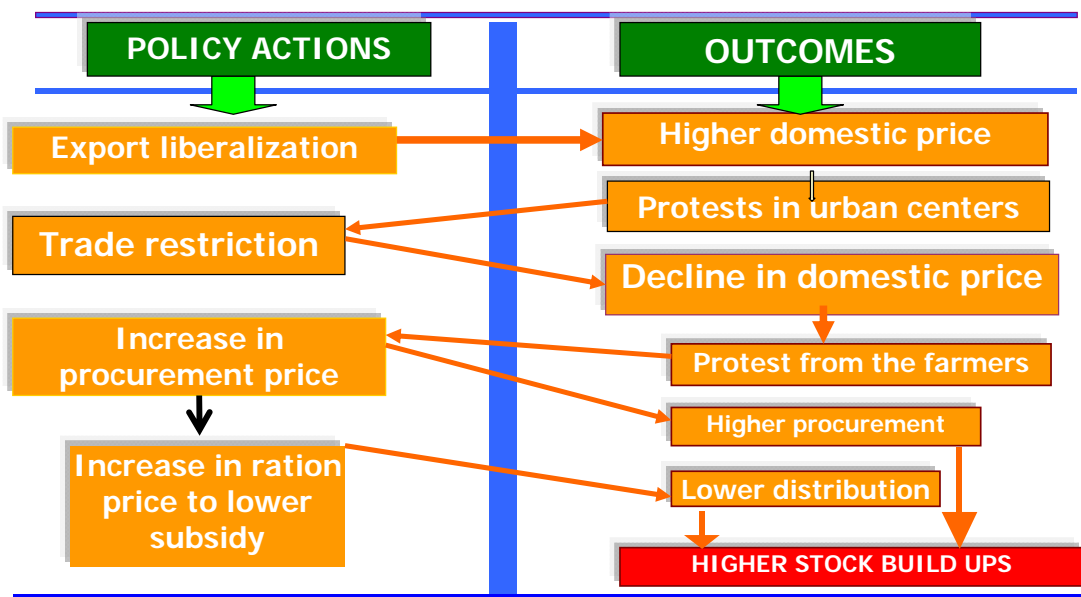 POLICY ACTIONS
OUTCOMES
Export liberalization
Higher domestic price
Protests in urban centers
Trade restriction
Decline in domestic price
Increase in
procurement price
Protest from the farmers
Higher procurement
Increase in ration
price to lower
subsidy
Lower distribution
HIGHER STOCK BUILD UPS